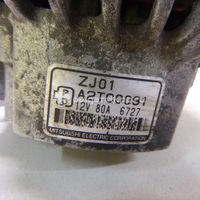 ZJ01
A2TC0091
12V 80A 6727
MITSUBISHI ELECTRIC CORPORATION